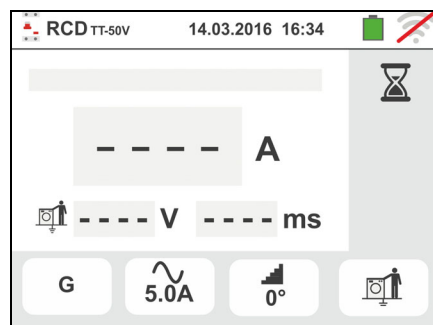 RCD TT-50V 14.03.2016 16:34
- - - - A
- - - - V - - - - ms
G 5.0A 0°